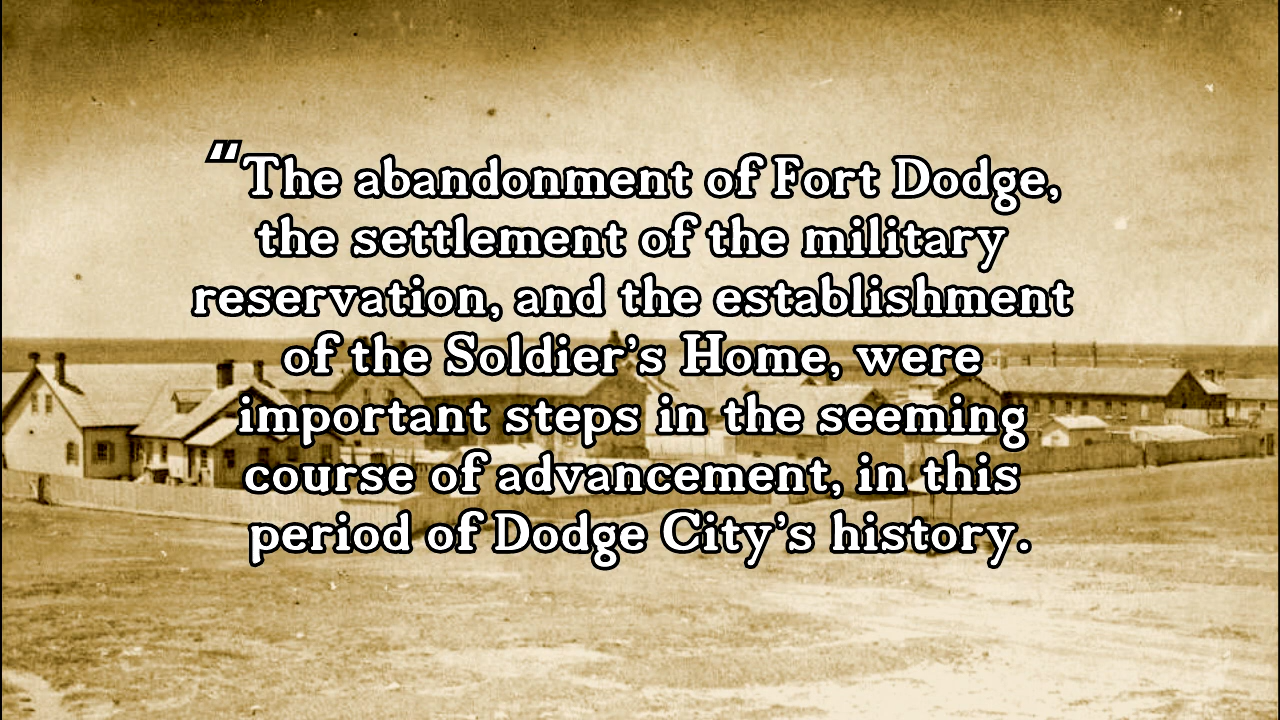 “The abandonment of Fort Dodge,
the settlement of the military
reservation, and the establishment
of the Soldier’s Home, were
important steps in the seeming
course of advancement, in this
period of Dodge City’s history.